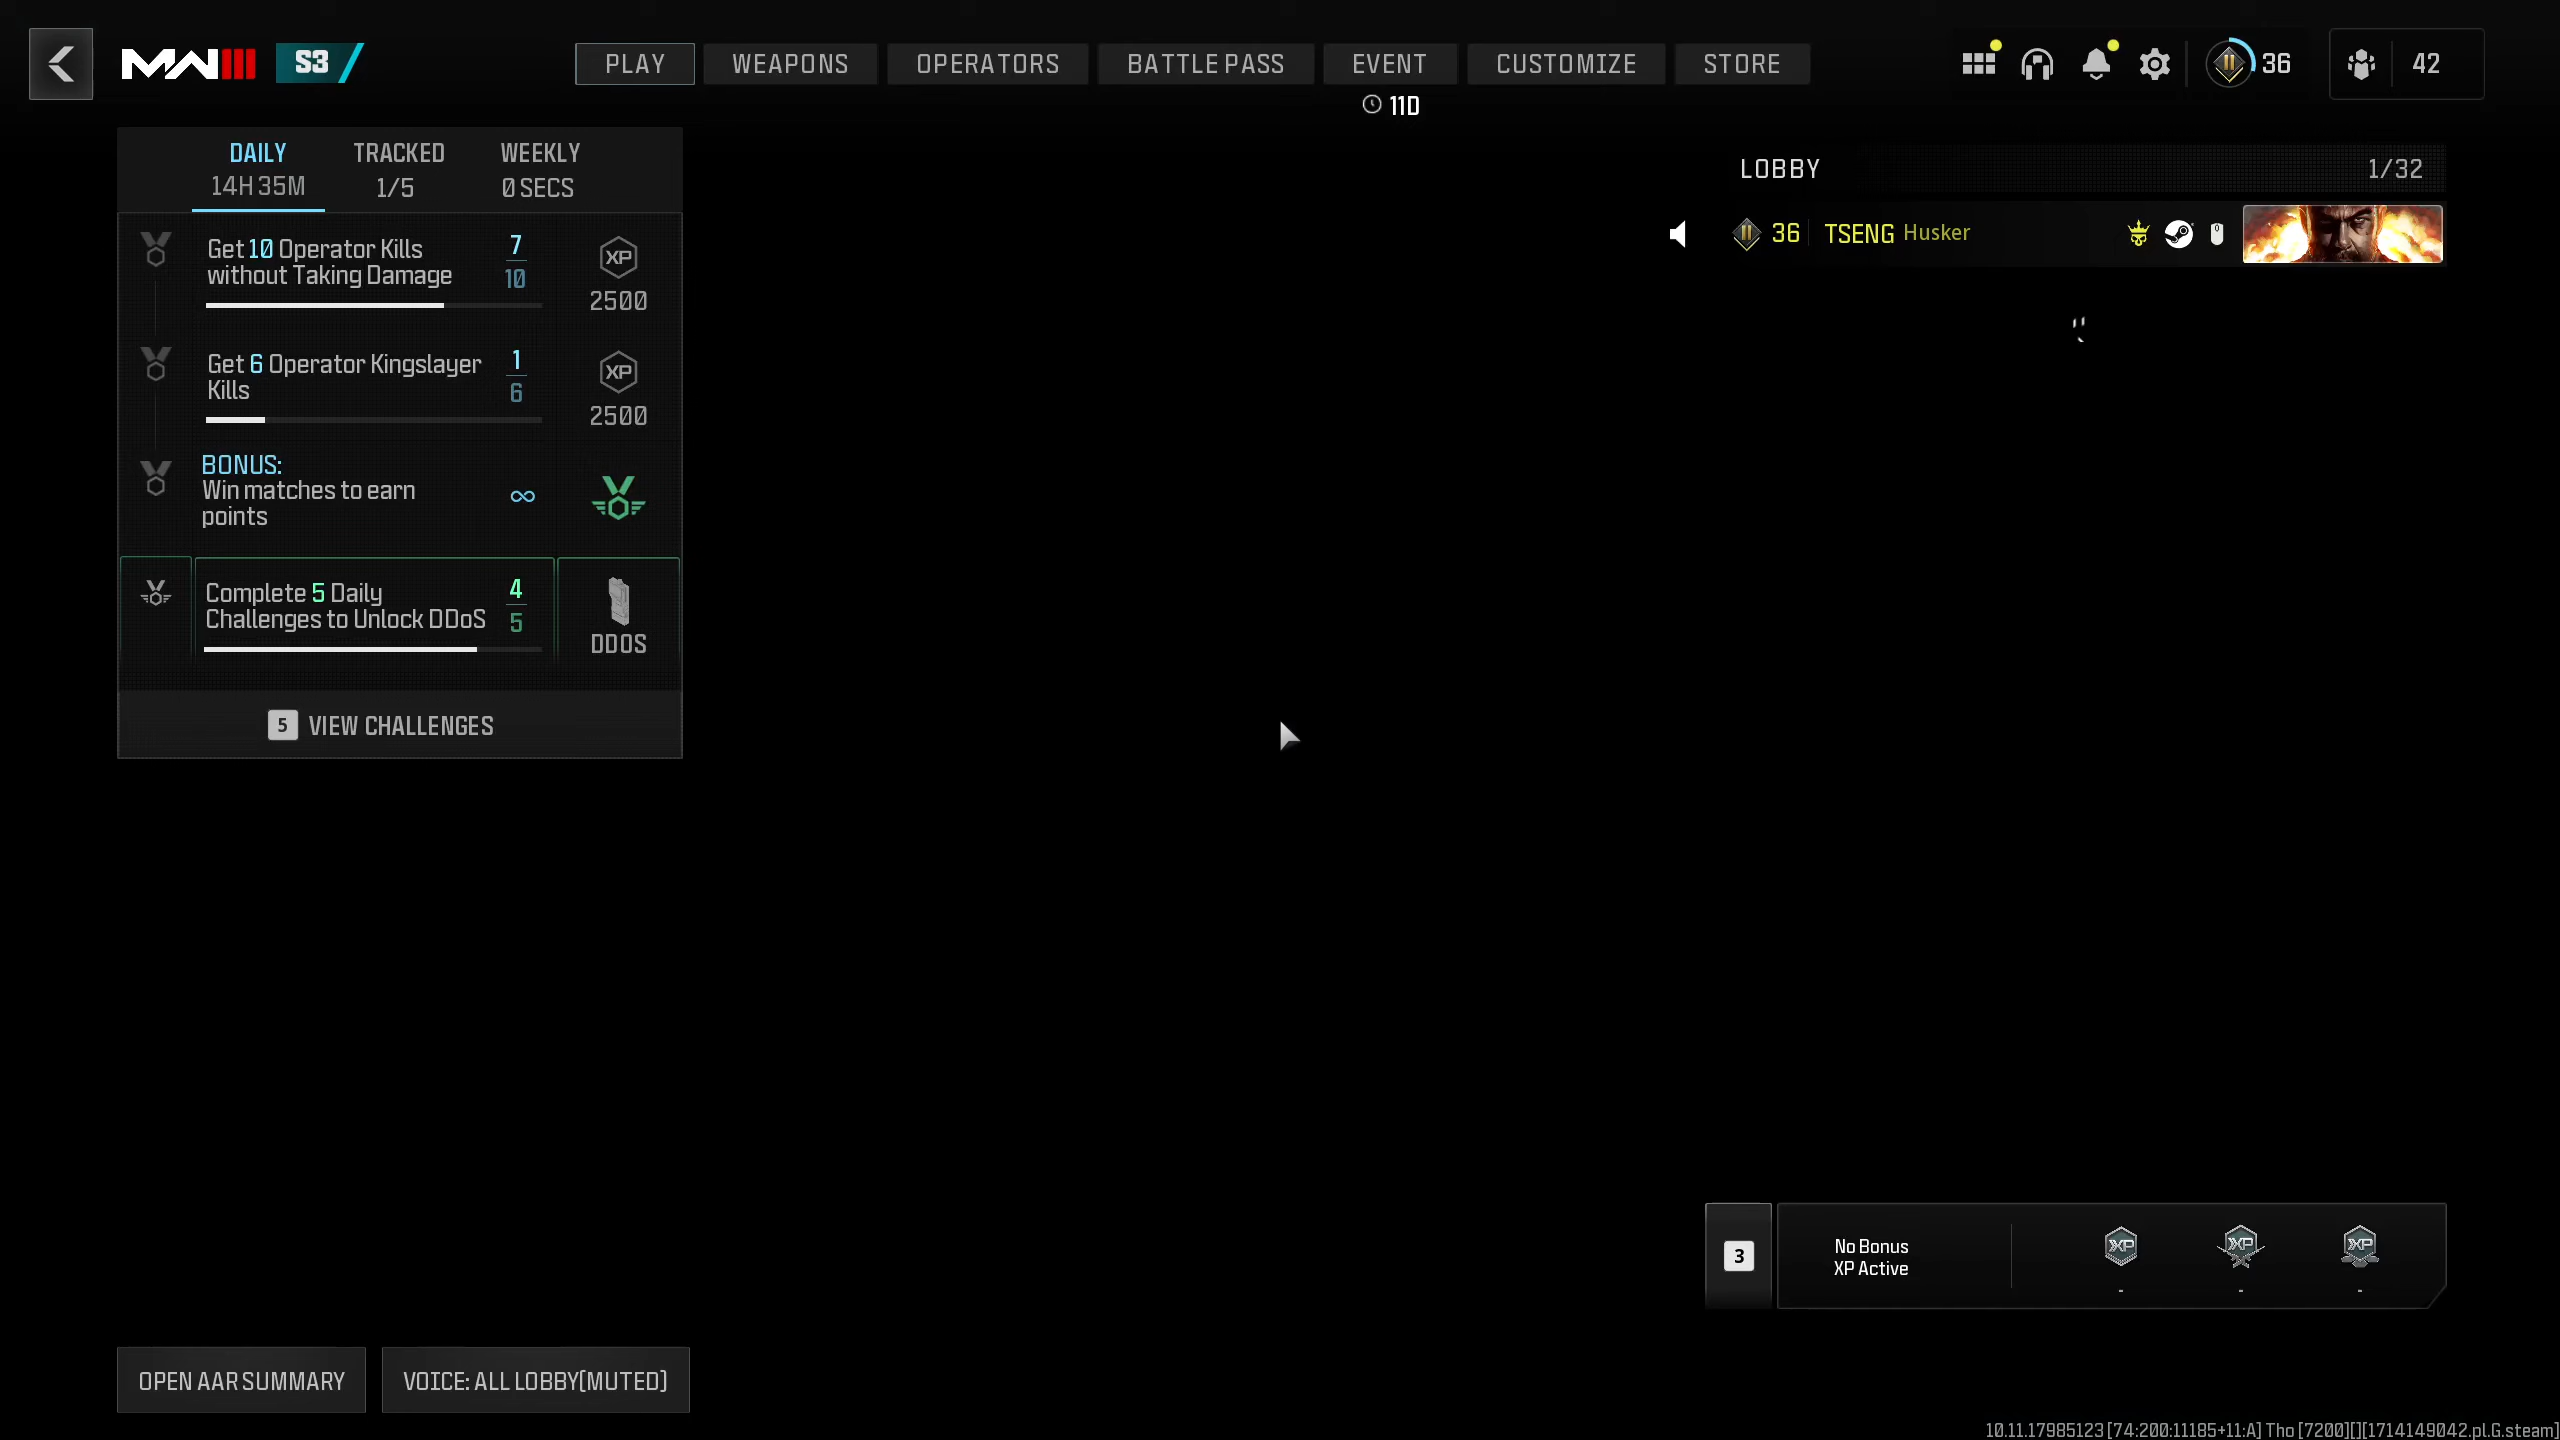 MWIII S3
PLAY
WEAPONS
OPERATORS
BATTLE PASS
EVENT
CUSTOMIZE
STORE
36
42
11D
DAILY
14H 35M
TRACKED
1/5
WEEKLY
0 SECS
Get 10 Operator Kills
without Taking Damage
7
10
XP
2500
Get 6 Operator Kingslayer
Kills
1
6
XP
2500
BONUS:
Win matches to earn
points
∞
Complete 5 Daily
Challenges to Unlock DDoS
4
5
DDOS
5 VIEW CHALLENGES
LOBBY
1/32
36 TSENG Husker
3
No Bonus
XP Active
XP
XP
XP
-
-
-
OPEN AAR SUMMARY
VOICE: ALL LOBBY[MUTED]
10.11.17985123 [74:200:11185+11:A] Tho [7200][][1714149042.pl.G.steam]